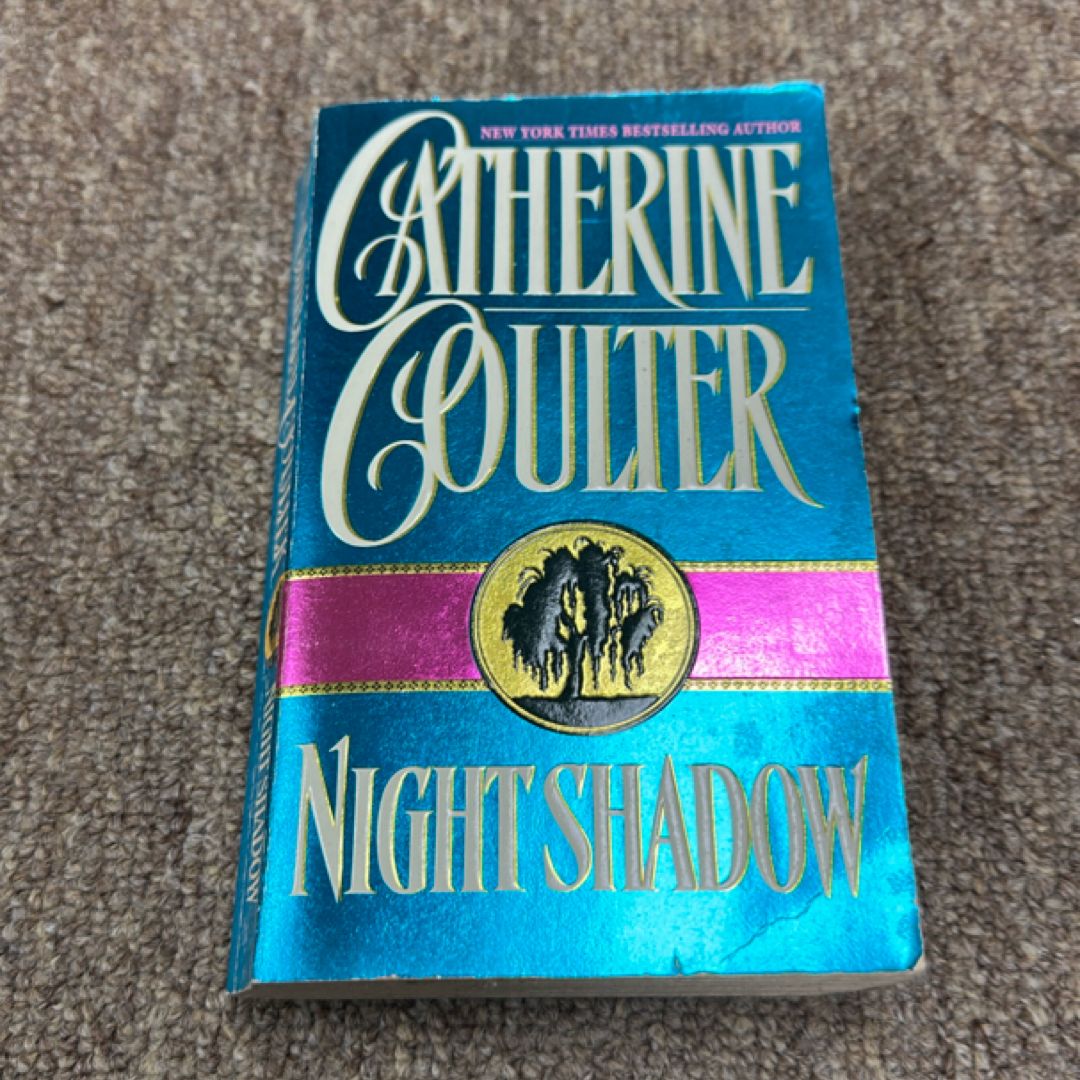 NEW YORK TIMES BESTSELLING AUTHOR
CATHERINE
COULTER
NIGHT SHADOW